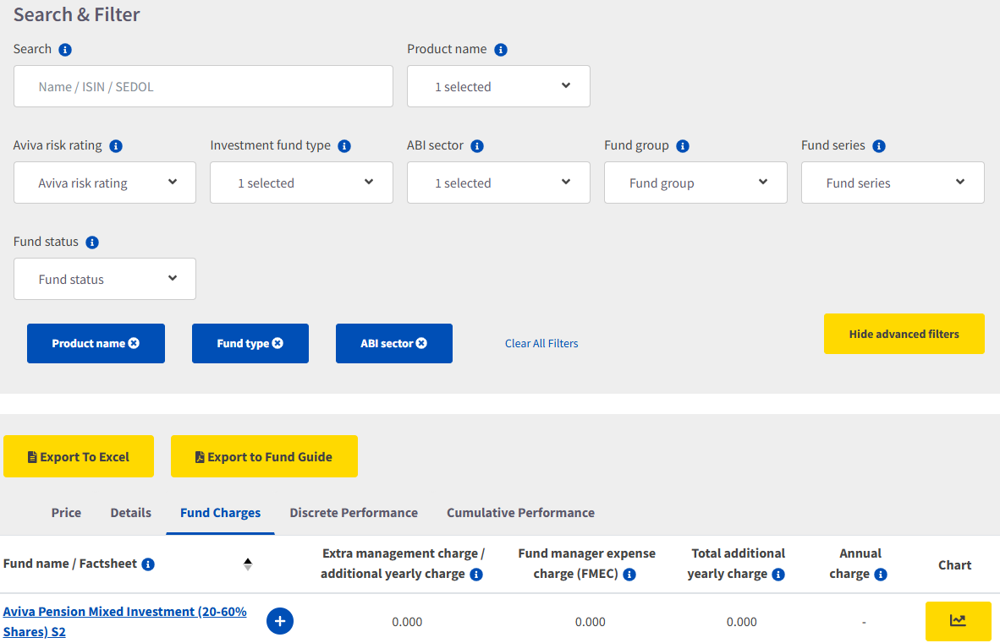 Search & Filter
Search
Product name
Name / ISIN / SEDOL
1 selected
Aviva risk rating
Investment fund type
ABI sector
Fund group
Fund series
Aviva risk rating
1 selected
1 selected
Fund group
Fund series
Fund status
Fund status
Product name
Fund type
ABI sector
Clear All Filters
Hide advanced filters
Export To Excel
Export to Fund Guide
Price
Details
Fund Charges
Discrete Performance
Cumulative Performance
Fund name / Factsheet
Extra management charge /
additional yearly charge
Fund manager expense
charge (FMEC)
Total additional
yearly charge
Annual
charge
Chart
Aviva Pension Mixed Investment (20-60%
Shares) S2
0.000
0.000
0.000
-